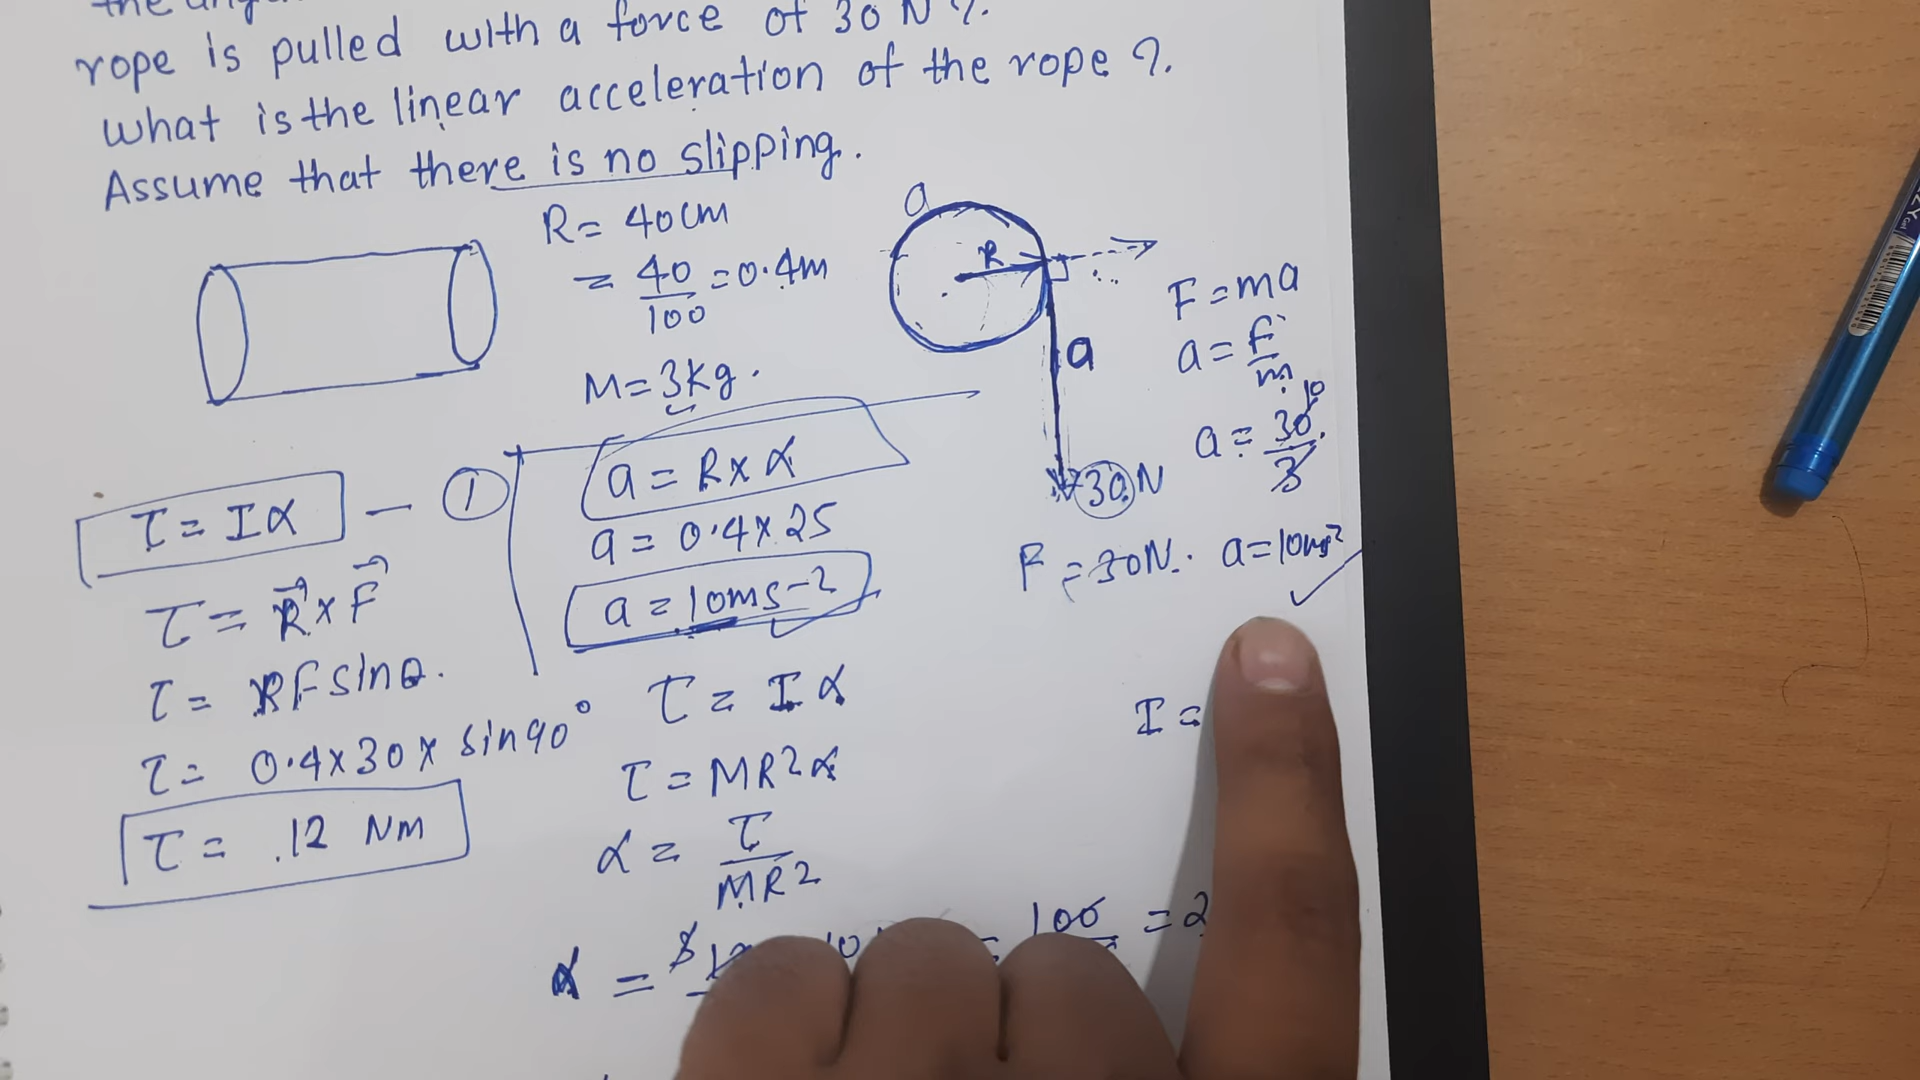 rope is pulled with a force of 30 N ?.
what is the linear acceleration of the rope ?.
Assume that there is no slipping.
R = 40cm
= 40/100 = 0.4m
M = 3kg.
a
R
a
30N
F = 30N.
F = ma
a = F/m
a = 30/3 10
a = 10ms2
τ = Iα — 1
τ = R × F
τ = RF sinθ.
τ = 0.4 × 30 × sin90°
τ = .12 Nm
a = R × α
a = 0.4 × 25
a = 10ms-2
τ = Iα
τ = MR2α
α = τ/MR2
I =
α =
100
= 2